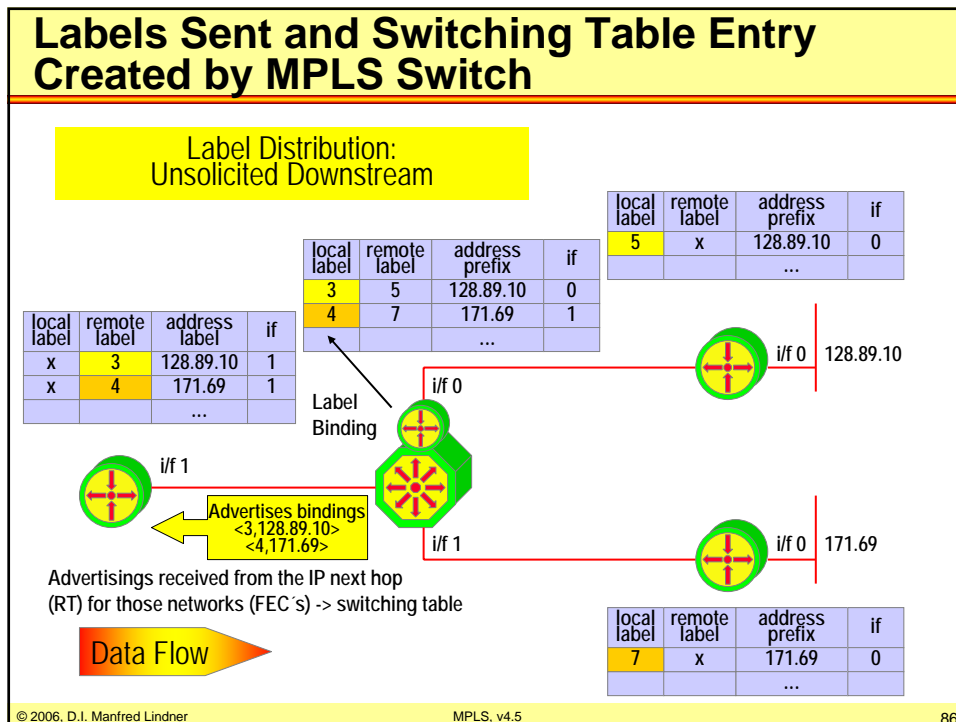 Labels Sent and Switching Table Entry
Created by MPLS Switch
Label Distribution:
Unsolicited Downstream
local label remote label address prefix if
5 x 128.89.10 0
...
local label remote label address prefix if
3 5 128.89.10 0
4 7 171.69 1
...
local label remote label address label if
x 3 128.89.10 1
x 4 171.69 1
...
i/f 0
i/f 0
128.89.10
Label
Binding
i/f 1
Advertises bindings
<3,128.89.10>
<4,171.69>
i/f 1
i/f 0
171.69
Advertisings received from the IP next hop
(RT) for those networks (FEC´s) -> switching table
Data Flow
local label remote label address prefix if
7 x 171.69 0
...
© 2006, D.I. Manfred Lindner
MPLS, v4.5
86